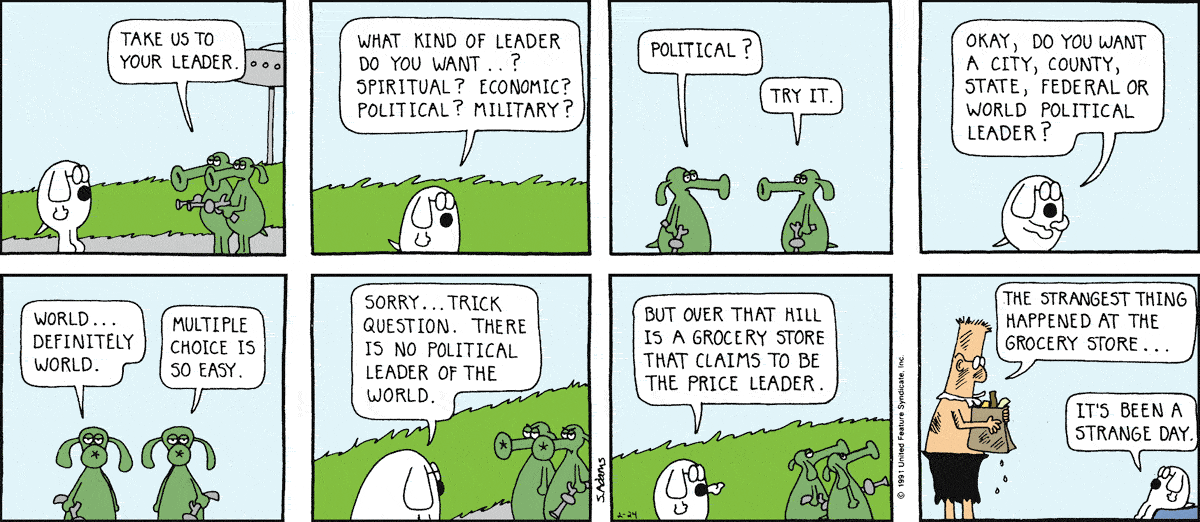 TAKE US TO
YOUR LEADER.
WHAT KIND OF LEADER
DO YOU WANT..?
SPIRITUAL? ECONOMIC?
POLITICAL? MILITARY?
POLITICAL?
TRY IT.
OKAY, DO YOU WANT
A CITY, COUNTY,
STATE, FEDERAL OR
WORLD POLITICAL
LEADER?
WORLD...
DEFINITELY
WORLD.
MULTIPLE
CHOICE IS
SO EASY.
SORRY...TRICK
QUESTION. THERE
IS NO POLITICAL
LEADER OF THE
WORLD.
S.Adams
BUT OVER THAT HILL
IS A GROCERY STORE
THAT CLAIMS TO BE
THE PRICE LEADER.
2-24
© 1991 United Feature Syndicate, Inc.
THE STRANGEST THING
HAPPENED AT THE
GROCERY STORE...
IT'S BEEN A
STRANGE DAY.